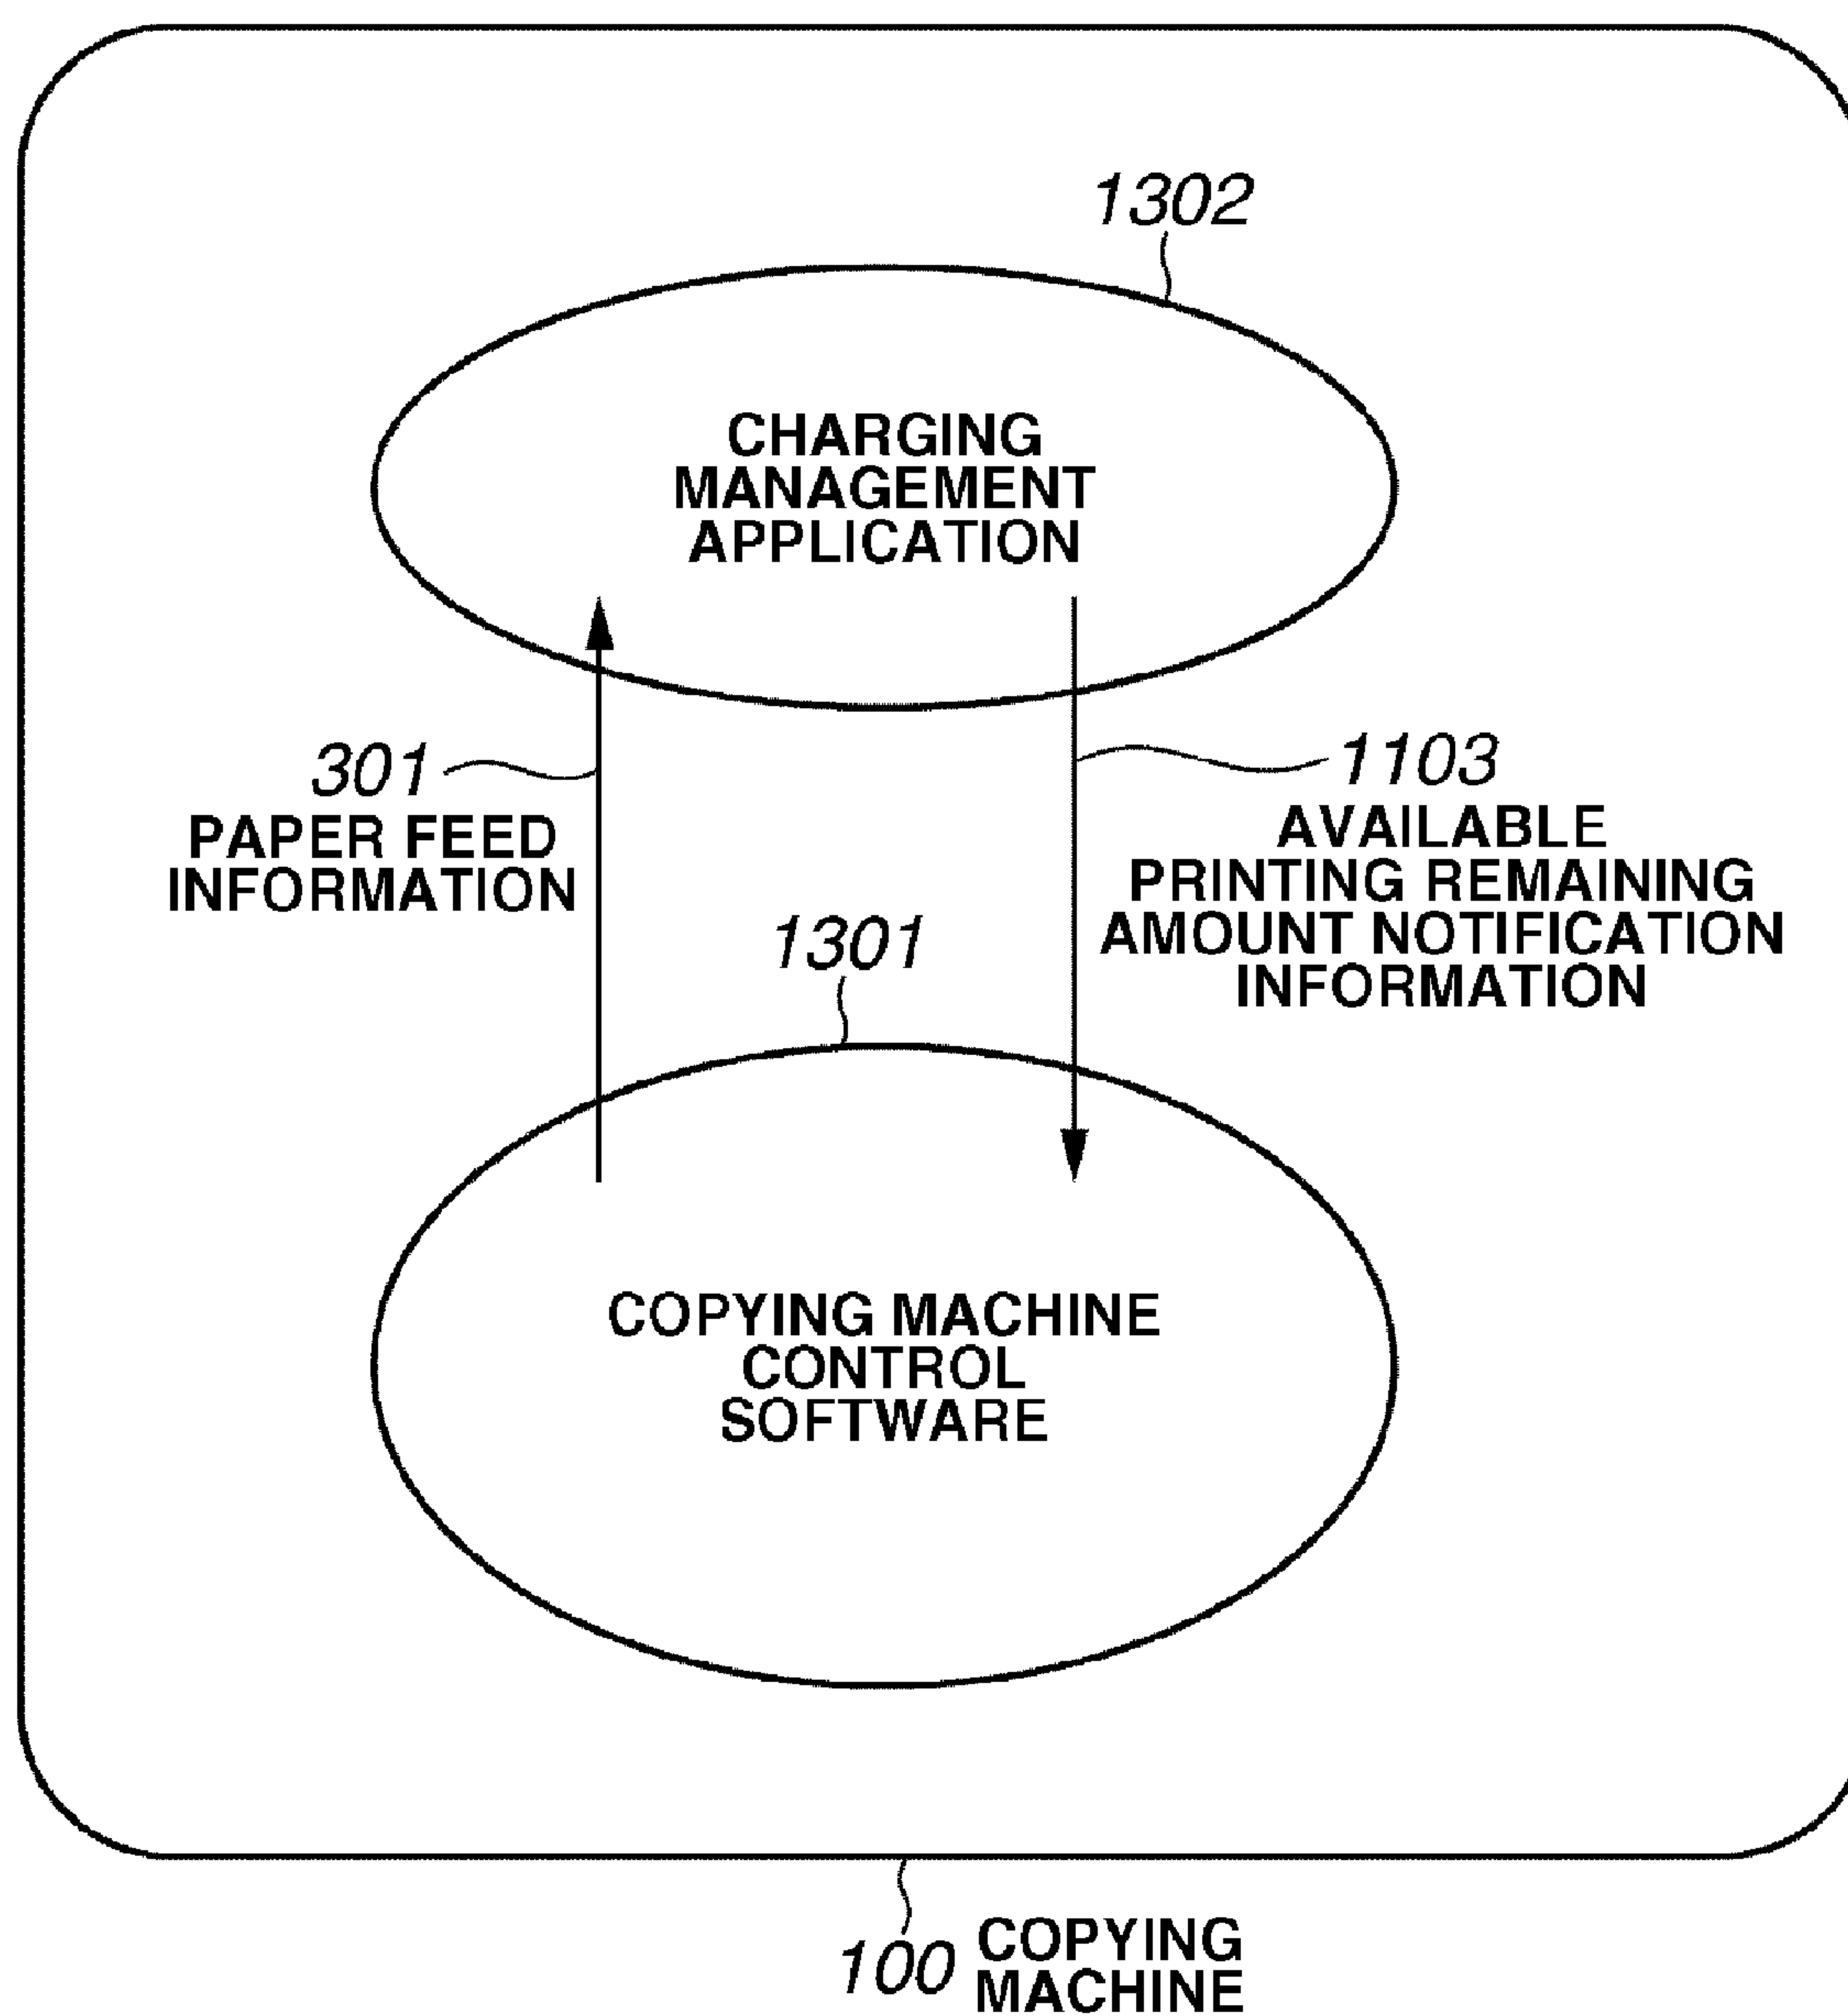 1302
CHARGING
MANAGEMENT
APPLICATION
301
PAPER FEED
INFORMATION
1103
AVAILABLE
PRINTING REMAINING
AMOUNT NOTIFICATION
INFORMATION
1301
COPYING MACHINE
CONTROL
SOFTWARE
100 COPYING
MACHINE